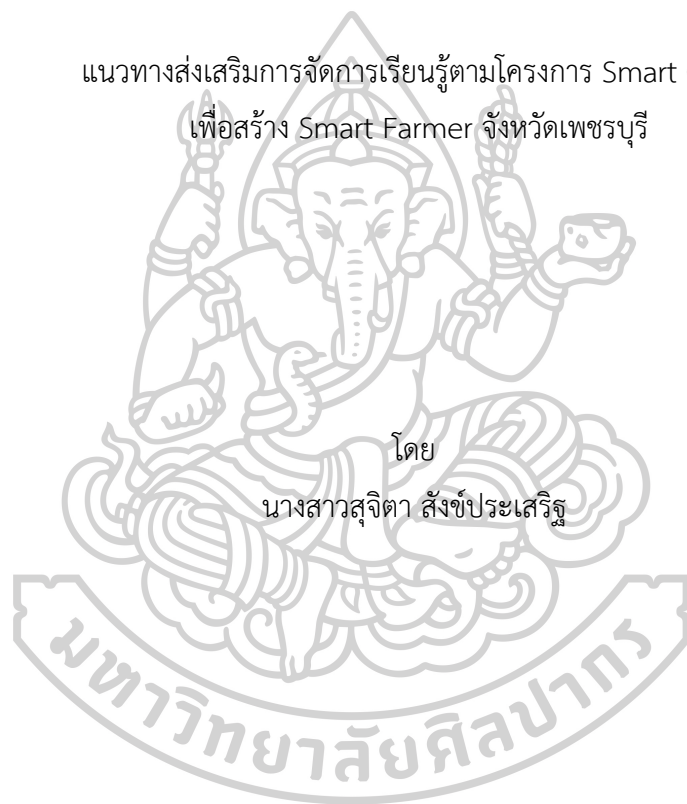 แนวทางส่งเสริมการจัดการเรียนรู้ตามโครงการ Smart
เพื่อสร้าง Smart Farmer จังหวัดเพชรบุรี
โดย
นางสาวสุจิตา สังข์ประเสริฐ
มหาวิทยาลัยศิลปากร